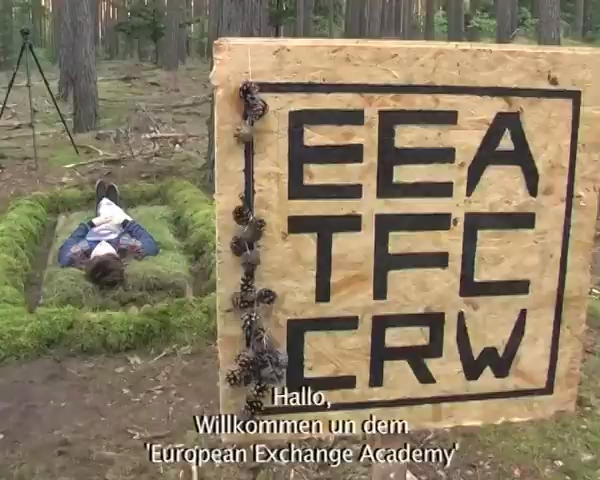 EEA
TFC
CRW
Hallo,
Willkommen un dem
'European Exchange Academy'